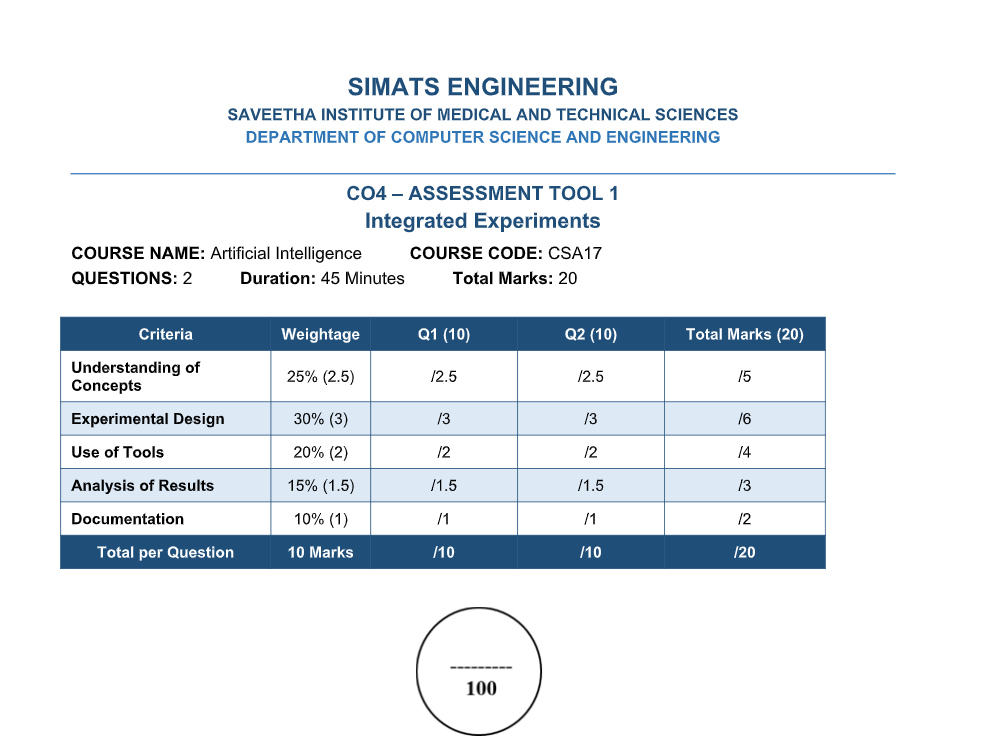 SIMATS ENGINEERING
SAVEETHA INSTITUTE OF MEDICAL AND TECHNICAL SCIENCES
DEPARTMENT OF COMPUTER SCIENCE AND ENGINEERING
CO4 – ASSESSMENT TOOL 1
Integrated Experiments
COURSE NAME: Artificial Intelligence COURSE CODE: CSA17
QUESTIONS: 2 Duration: 45 Minutes Total Marks: 20
Criteria Weightage Q1 (10) Q2 (10) Total Marks (20)
Understanding of
Concepts 25% (2.5) /2.5 /2.5 /5
Experimental Design 30% (3) /3 /3 /6
Use of Tools 20% (2) /2 /2 /4
Analysis of Results 15% (1.5) /1.5 /1.5 /3
Documentation 10% (1) /1 /1 /2
Total per Question 10 Marks /10 /10 /20
---------
100